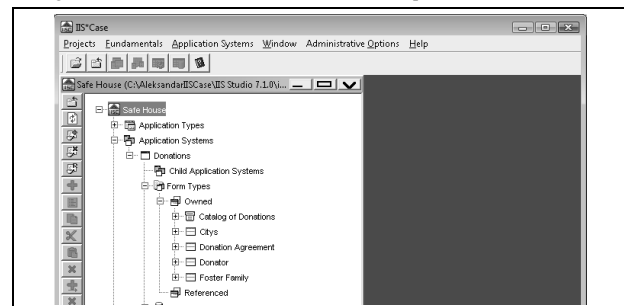 IIS*Case
Projects Fundamentals Application Systems Window Administrative Options Help
Safe House (C:\AleksandarIISCase\IIS Studio 7.1.0\i...
Safe House
Application Types
Application Systems
Donations
Child Application Systems
Form Types
Owned
Catalog of Donations
Citys
Donation Agreement
Donator
Foster Family
Referenced